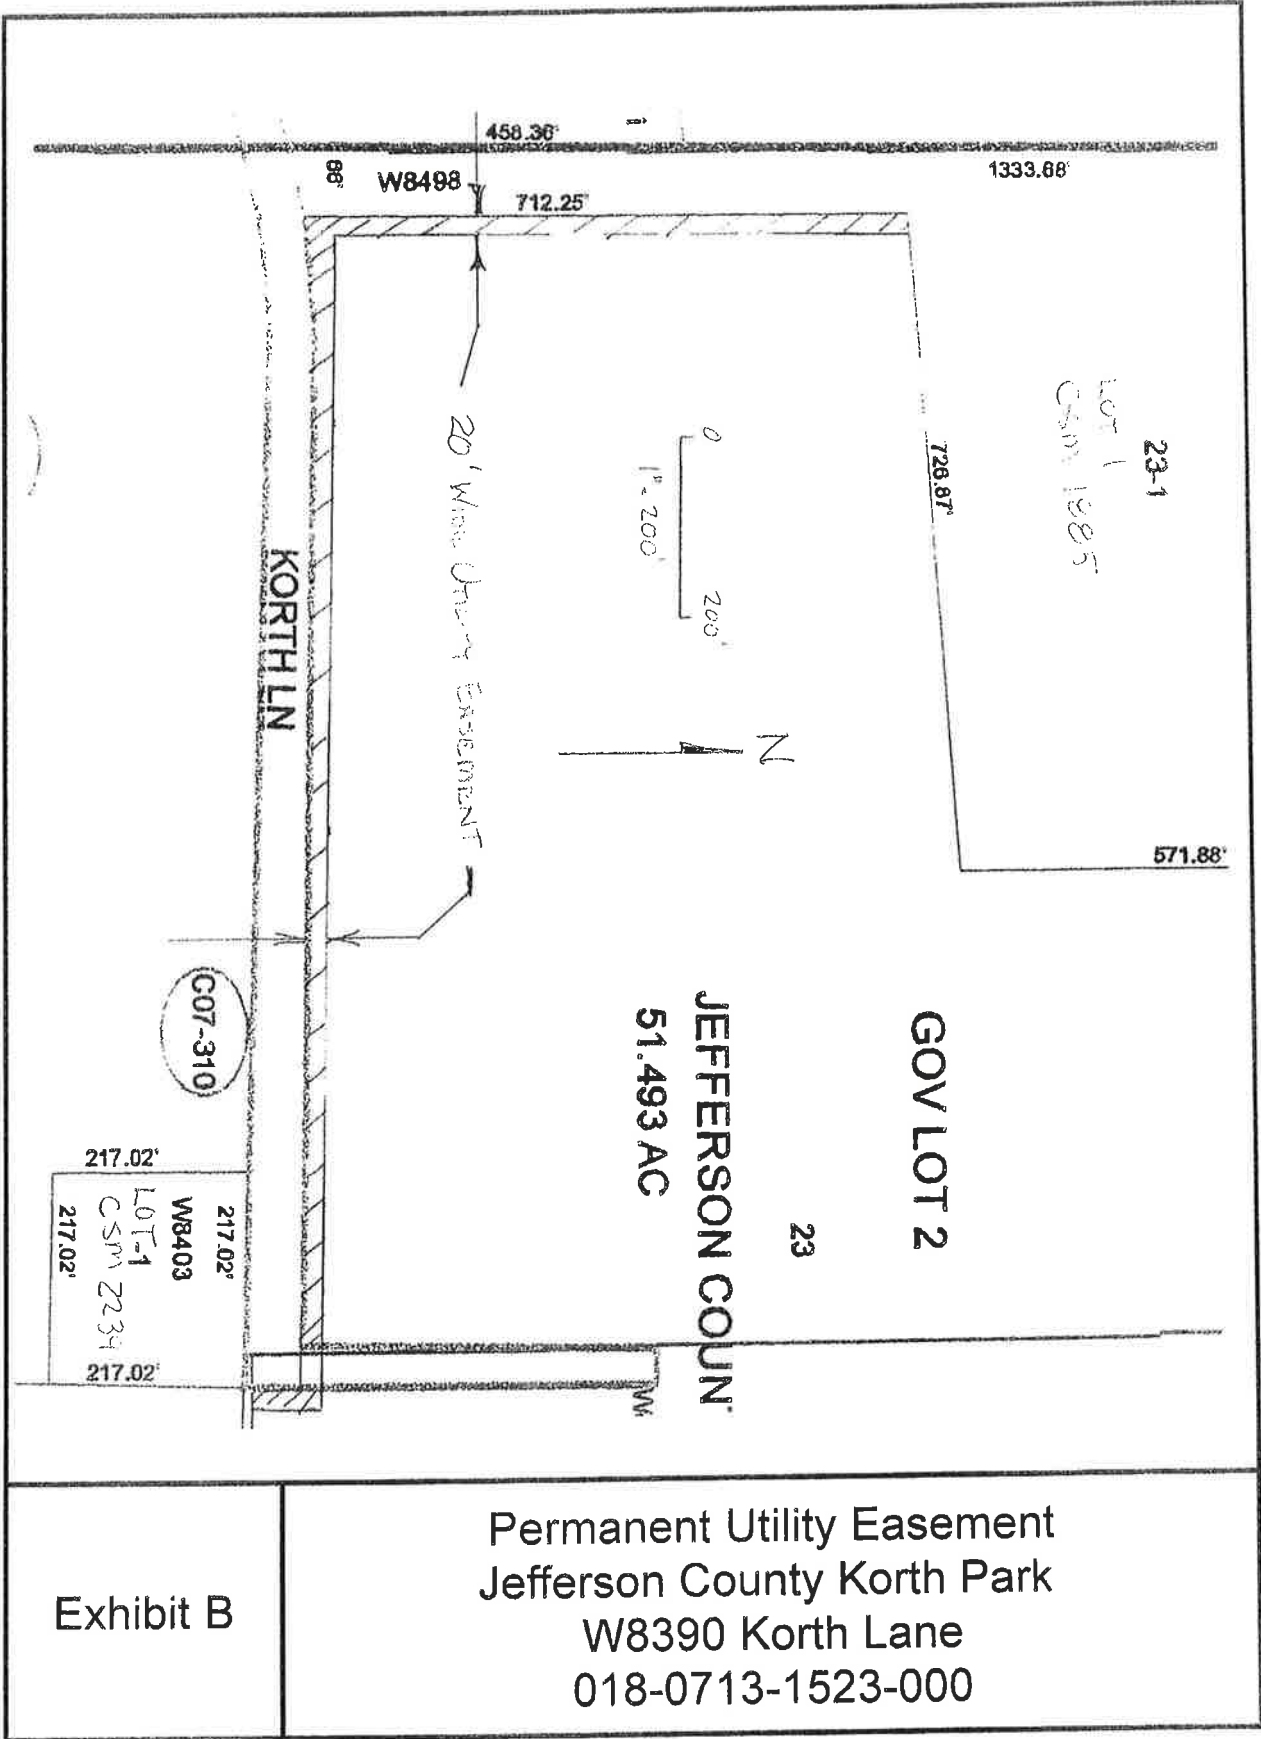 458.36'
1333.68'
88'
W8498
712.25'
23-1
LOT 1
CSM 1885
726.87'
0
200'
1" = 200'
20' WIDE UTILITY EASEMENT
N
KORTH LN
571.88'
GOV LOT 2
23
JEFFERSON COUN
51.493 AC
C07-310
217.02'
217.02'
W8403
LOT-1
CSM 2239
217.02'
217.02'
W
Exhibit B
Permanent Utility Easement
Jefferson County Korth Park
W8390 Korth Lane
018-0713-1523-000